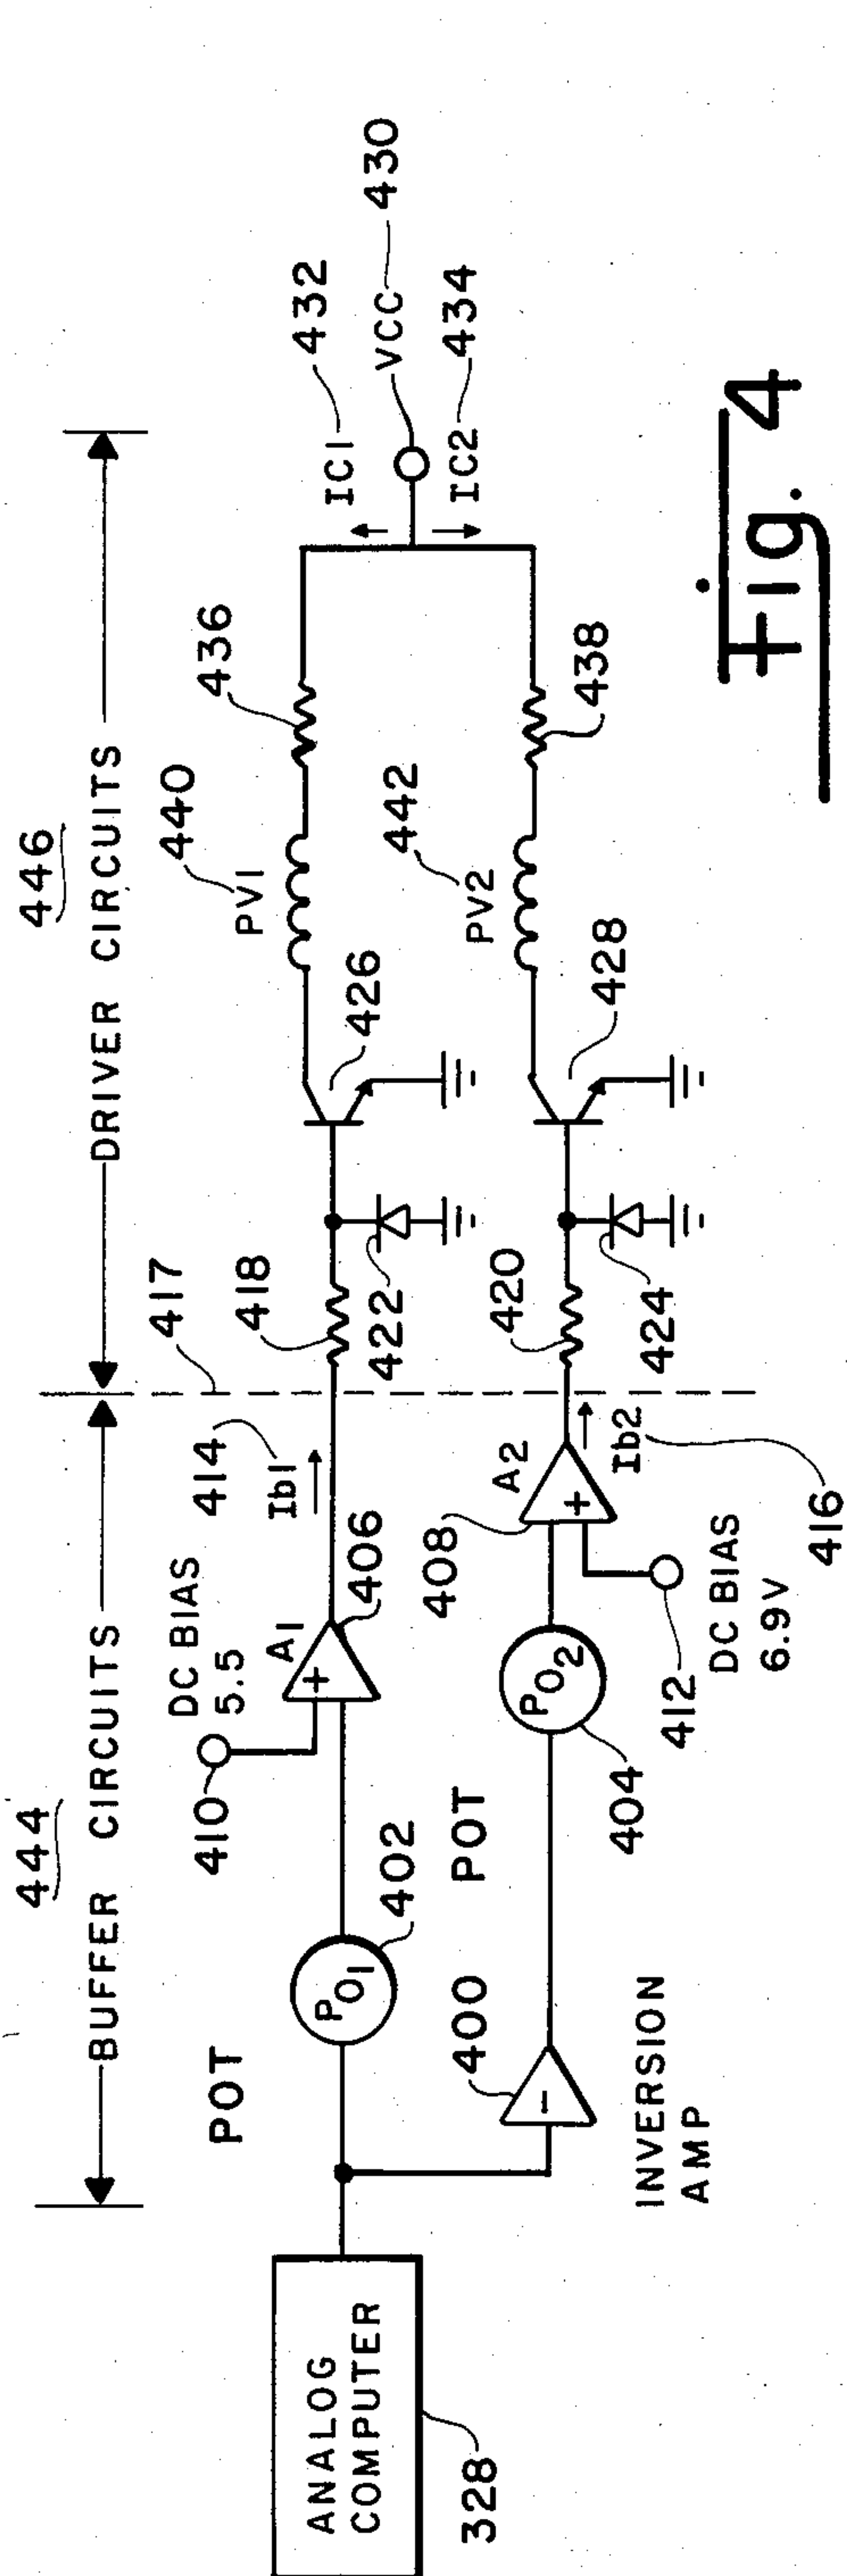 444
446
BUFFER CIRCUITS
DRIVER CIRCUITS
417
440
414
418
436
432
DC BIAS
5.5
410
A1
406
Ib1
422
426
PV1
IC1
VCC
430
IC2
434
POT
PO1
402
ANALOG
COMPUTER
328
400
INVERSION
AMP
POT
PO2
404
408
A2
Ib2
416
412
DC BIAS
6.9V
420
424
428
PV2
442
438
Fig. 4